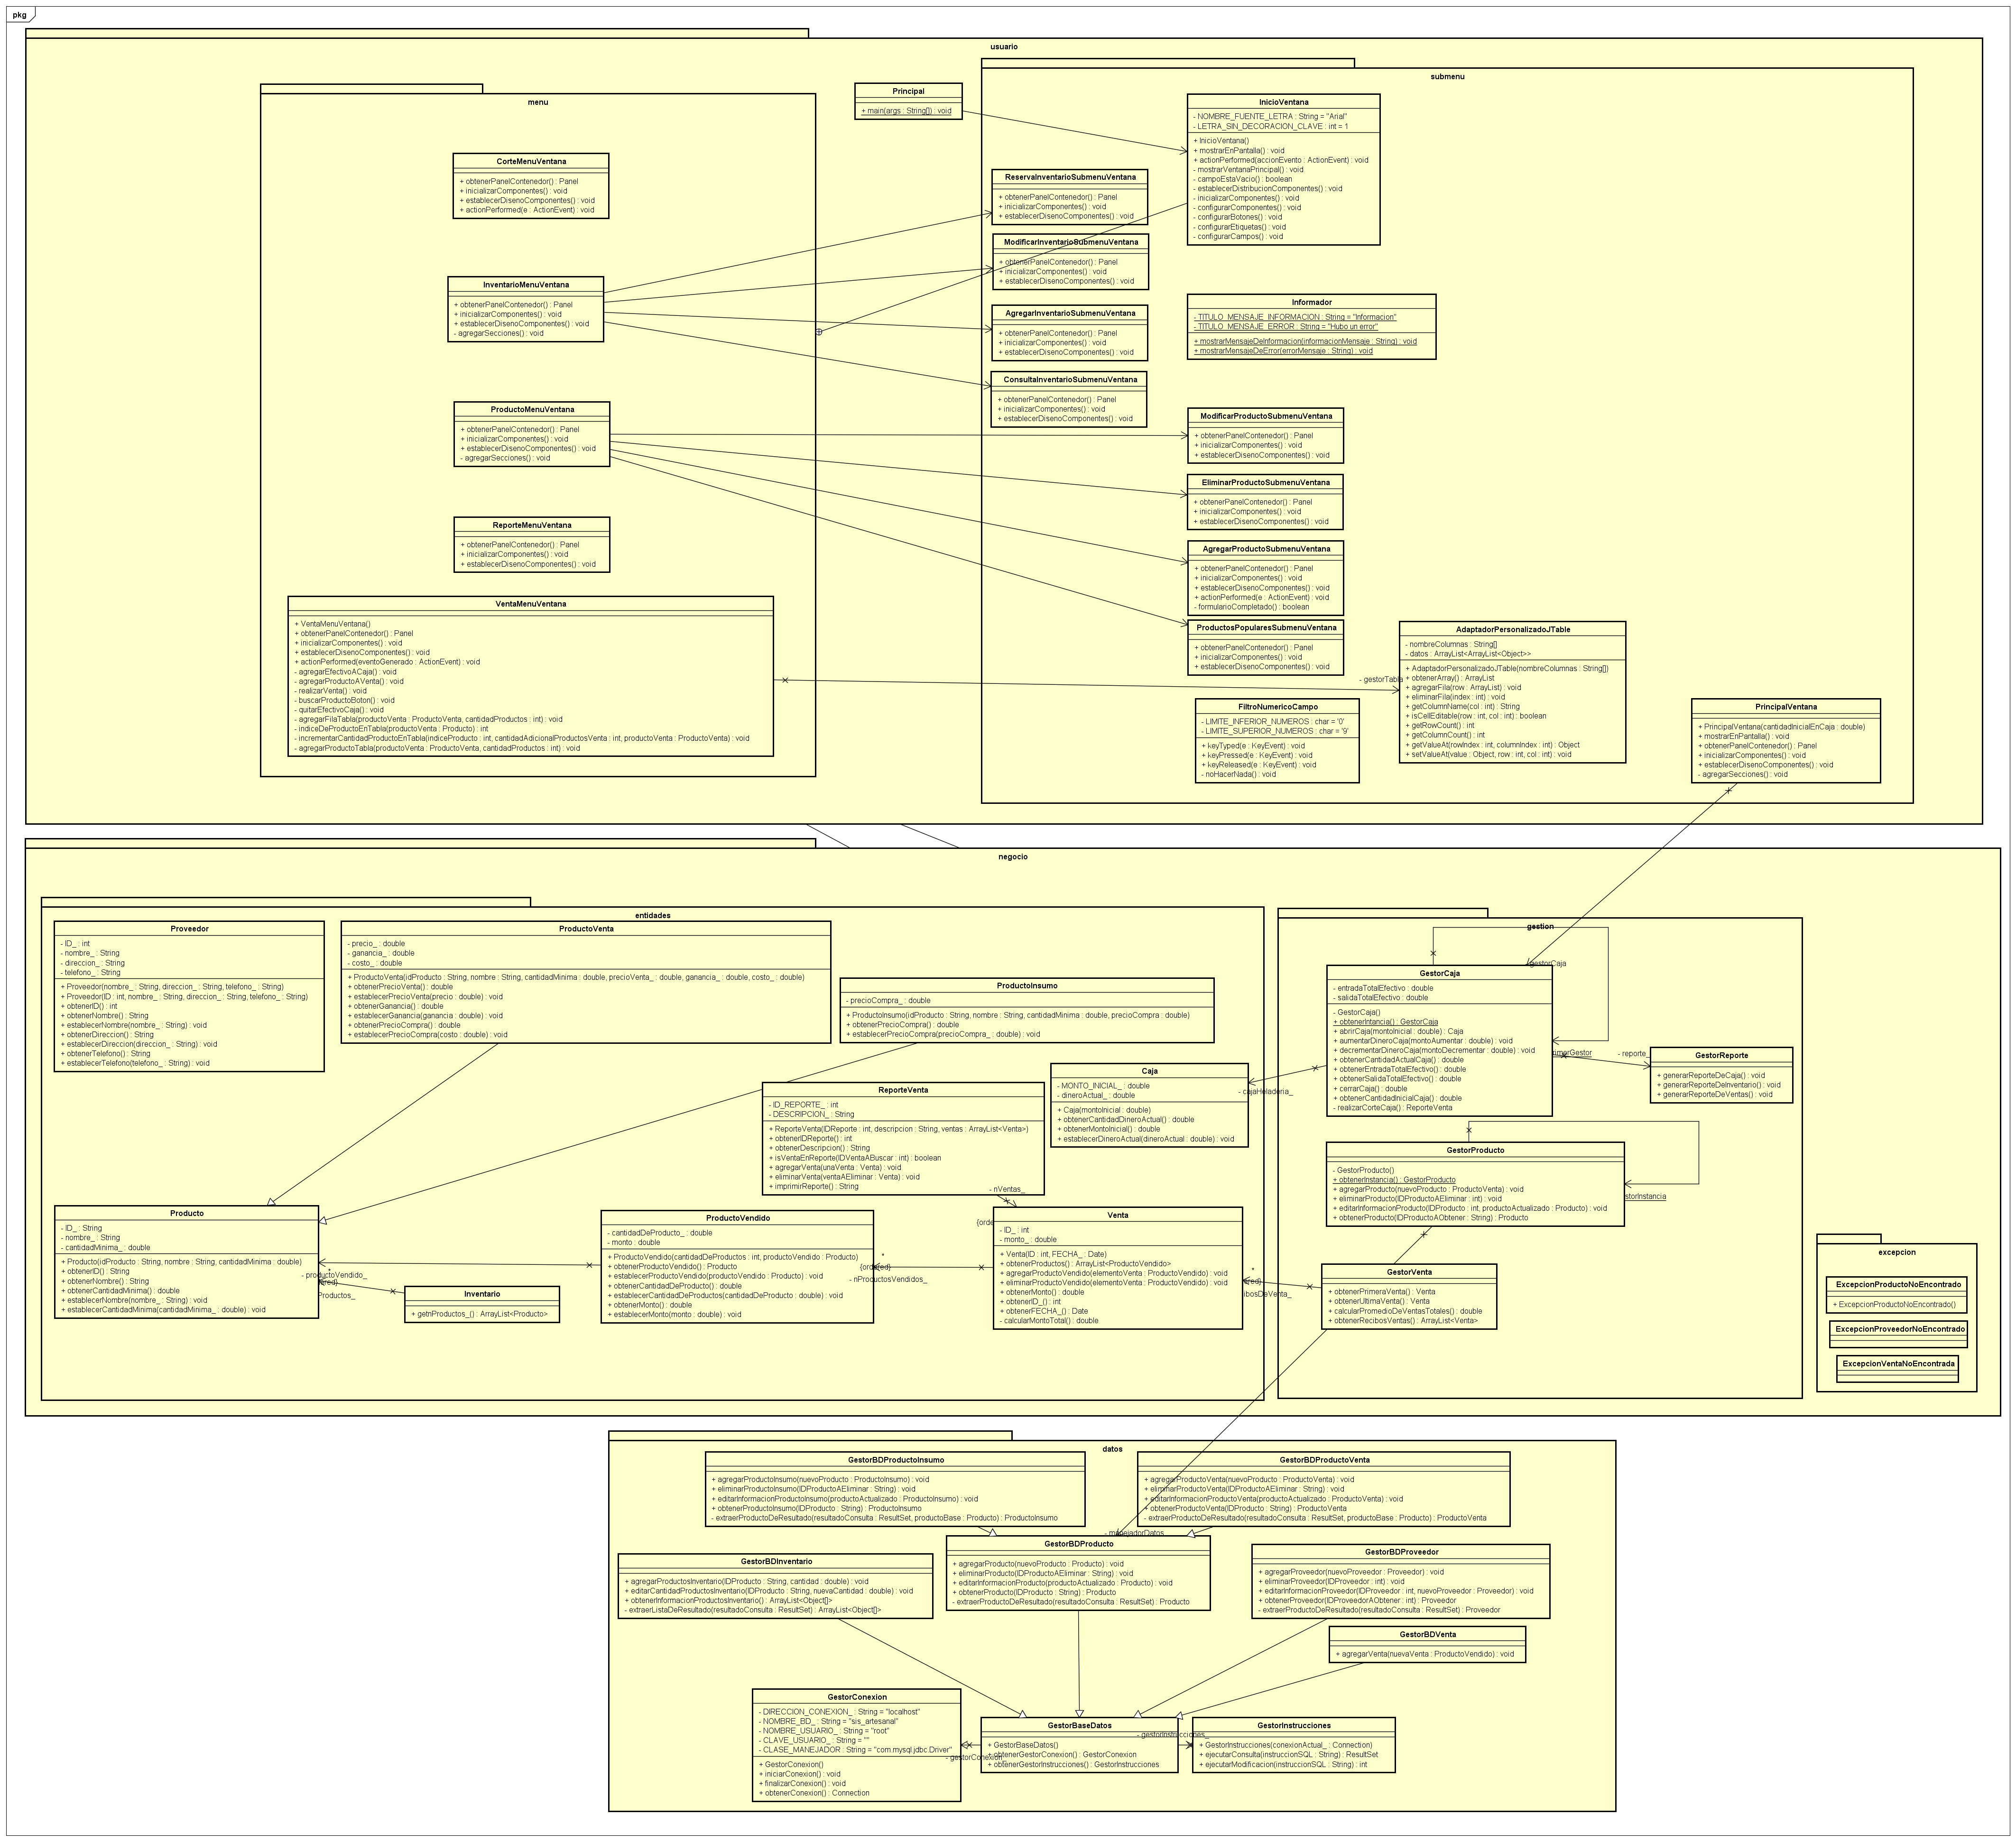 pkg
usuario
menu
CorteMenuVentana
+ obtenerPanelContenedor() : Panel
+ inicializarComponentes() : void
+ establecerDisenoComponentes() : void
+ actionPerformed(e : ActionEvent) : void
InventarioMenuVentana
+ obtenerPanelContenedor() : Panel
+ inicializarComponentes() : void
+ establecerDisenoComponentes() : void
- agregarSecciones() : void
ProductoMenuVentana
+ obtenerPanelContenedor() : Panel
+ inicializarComponentes() : void
+ establecerDisenoComponentes() : void
- agregarSecciones() : void
ReporteMenuVentana
+ obtenerPanelContenedor() : Panel
+ inicializarComponentes() : void
+ establecerDisenoComponentes() : void
VentaMenuVentana
+ VentaMenuVentana()
+ obtenerPanelContenedor() : Panel
+ inicializarComponentes() : void
+ establecerDisenoComponentes() : void
+ actionPerformed(eventoGenerado : ActionEvent) : void
- agregarEfectivoACaja() : void
- agregarProductoAVenta() : void
- realizarVenta() : void
- buscarProductoBoton() : void
- quitarEfectivoCaja() : void
- agregarFilaTabla(productoVenta : ProductoVenta, cantidadProductos : int) : void
- indiceDeProductoEnTabla(productoVenta : Producto) : int
- incrementarCantidadProductoEnTabla(indiceProducto : int, cantidadAdicionalProductosVenta : int, productoVenta : ProductoVenta) : void
- agregarProductoTabla(productoVenta : ProductoVenta, cantidadProductos : int) : void
Principal
+ main(args : String[]) : void
submenu
InicioVentana
- NOMBRE_FUENTE_LETRA : String = "Arial"
- LETRA_SIN_DECORACION_CLAVE : int = 1
+ InicioVentana()
+ mostrarEnPantalla() : void
+ actionPerformed(accionEvento : ActionEvent) : void
- mostrarVentanaPrincipal() : void
- campoEstaVacio() : boolean
- establecerDistribucionComponentes() : void
- inicializarComponentes() : void
- configurarComponentes() : void
- configurarBotones() : void
- configurarEtiquetas() : void
- configurarCampos() : void
ReservaInventarioSubmenuVentana
+ obtenerPanelContenedor() : Panel
+ inicializarComponentes() : void
+ establecerDisenoComponentes() : void
ModificarInventarioSubmenuVentana
+ obtenerPanelContenedor() : Panel
+ inicializarComponentes() : void
+ establecerDisenoComponentes() : void
AgregarInventarioSubmenuVentana
+ obtenerPanelContenedor() : Panel
+ inicializarComponentes() : void
+ establecerDisenoComponentes() : void
ConsultaInventarioSubmenuVentana
+ obtenerPanelContenedor() : Panel
+ inicializarComponentes() : void
+ establecerDisenoComponentes() : void
Informador
- TITULO_MENSAJE_INFORMACION : String = "Informacion"
- TITULO_MENSAJE_ERROR : String = "Hubo un error"
+ mostrarMensajeDeInformacion(informacionMensaje : String) : void
+ mostrarMensajeDeError(errorMensaje : String) : void
ModificarProductoSubmenuVentana
+ obtenerPanelContenedor() : Panel
+ inicializarComponentes() : void
+ establecerDisenoComponentes() : void
EliminarProductoSubmenuVentana
+ obtenerPanelContenedor() : Panel
+ inicializarComponentes() : void
+ establecerDisenoComponentes() : void
AgregarProductoSubmenuVentana
+ obtenerPanelContenedor() : Panel
+ inicializarComponentes() : void
+ establecerDisenoComponentes() : void
+ actionPerformed(e : ActionEvent) : void
- formularioCompletado() : boolean
ProductosPopularesSubmenuVentana
+ obtenerPanelContenedor() : Panel
+ inicializarComponentes() : void
+ establecerDisenoComponentes() : void
- gestorTabla
AdaptadorPersonalizadoJTable
- nombreColumnas : String[]
- datos : ArrayList<ArrayList<Object>>
+ AdaptadorPersonalizadoJTable(nombreColumnas : String[])
+ obtenerArray() : ArrayList
+ agregarFila(row : ArrayList) : void
+ eliminarFila(index : int) : void
+ getColumnName(col : int) : String
+ isCellEditable(row : int, col : int) : boolean
+ getRowCount() : int
+ getColumnCount() : int
+ getValueAt(rowIndex : int, columnIndex : int) : Object
+ setValueAt(value : Object, row : int, col : int) : void
FiltroNumericoCampo
- LIMITE_INFERIOR_NUMEROS : char = '0'
- LIMITE_SUPERIOR_NUMEROS : char = '9'
+ keyTyped(e : KeyEvent) : void
+ keyPressed(e : KeyEvent) : void
+ keyReleased(e : KeyEvent) : void
- noHacerNada() : void
PrincipalVentana
+ PrincipalVentana(cantidadInicialEnCaja : double)
+ mostrarEnPantalla() : void
+ obtenerPanelContenedor() : Panel
+ inicializarComponentes() : void
+ establecerDisenoComponentes() : void
- agregarSecciones() : void
negocio
entidades
Proveedor
- ID_ : int
- nombre_ : String
- direccion_ : String
- telefono_ : String
+ Proveedor(nombre_ : String, direccion_ : String, telefono_ : String)
+ Proveedor(ID : int, nombre_ : String, direccion_ : String, telefono_ : String)
+ obtenerID() : int
+ obtenerNombre() : String
+ establecerNombre(nombre_ : String) : void
+ obtenerDireccion() : String
+ establecerDireccion(direccion_ : String) : void
+ obtenerTelefono() : String
+ establecerTelefono(telefono_ : String) : void
ProductoVenta
- precio_ : double
- ganancia_ : double
- costo_ : double
+ ProductoVenta(idProducto : String, nombre : String, cantidadMinima : double, precioVenta_ : double, ganancia_ : double, costo_ : double)
+ obtenerPrecioVenta() : double
+ establecerPrecioVenta(precio : double) : void
+ obtenerGanancia() : double
+ establecerGanancia(ganancia : double) : void
+ obtenerPrecioCompra() : double
+ establecerPrecioCompra(costo : double) : void
ProductoInsumo
- precioCompra_ : double
+ ProductoInsumo(idProducto : String, nombre : String, cantidadMinima : double, precioCompra : double)
+ obtenerPrecioCompra() : double
+ establecerPrecioCompra(precioCompra_ : double) : void
ReporteVenta
- ID_REPORTE_ : int
- DESCRIPCION_ : String
+ ReporteVenta(IDReporte : int, descripcion : String, ventas : ArrayList<Venta>)
+ obtenerIDReporte() : int
+ obtenerDescripcion() : String
+ isVentaEnReporte(IDVentaABuscar : int) : boolean
+ agregarVenta(unaVenta : Venta) : void
+ eliminarVenta(ventaAEliminar : Venta) : void
+ imprimirReporte() : String
- nVentas_
{orde
Caja
- MONTO_INICIAL_ : double
- dineroActual_ : double
+ Caja(montoInicial : double)
+ obtenerCantidadDineroActual() : double
+ obtenerMontoInicial() : double
+ establecerDineroActual(dineroActual : double) : void
- cajaHeladeria_
Producto
- ID_ : String
- nombre_ : String
- cantidadMinima_ : double
+ Producto(idProducto : String, nombre : String, cantidadMinima : double)
+ obtenerID() : String
+ obtenerNombre() : String
+ obtenerCantidadMinima() : double
+ establecerNombre(nombre_ : String) : void
+ establecerCantidadMinima(cantidadMinima_ : double) : void
*
- productoVendido_
Productos_
Inventario
+ getnProductos_() : ArrayList<Producto>
ProductoVendido
- cantidadDeProducto_ : double
- monto : double
+ ProductoVendido(cantidadDeProductos : int, productoVendido : Producto)
+ obtenerProductoVendido() : Producto
+ establecerProductoVendido(productoVendido : Producto) : void
+ obtenerCantidadDeProducto() : double
+ establecerCantidadDeProductos(cantidadDeProducto : double) : void
+ obtenerMonto() : double
+ establecerMonto(monto : double) : void
*
{ordered}
- nProductosVendidos_
Venta
- ID_ : int
- monto_ : double
+ Venta(ID : int, FECHA_ : Date)
+ obtenerProductos() : ArrayList<ProductoVendido>
+ agregarProductoVendido(elementoVenta : ProductoVendido) : void
+ eliminarProductoVendido(elementoVenta : ProductoVendido) : void
+ obtenerMonto() : double
+ obtenerID_() : int
+ obtenerFECHA_() : Date
- calcularMontoTotal() : double
*
ibosDeVenta_
gestion
gestorCaja
GestorCaja
- entradaTotalEfectivo : double
- salidaTotalEfectivo : double
- GestorCaja()
+ obtenerIntancia() : GestorCaja
+ abrirCaja(montoInicial : double) : Caja
+ aumentarDineroCaja(montoAumentar : double) : void
+ decrementarDineroCaja(montoDecrementar : double) : void
+ obtenerCantidadActualCaja() : double
+ obtenerEntradaTotalEfectivo() : double
+ obtenerSalidaTotalEfectivo() : double
+ cerrarCaja() : double
+ obtenerCantidadInicialCaja() : double
- realizarCorteCaja() : ReporteVenta
- reporte_
GestorReporte
+ generarReporteDeCaja() : void
+ generarReporteDeInventario() : void
+ generarReporteDeVentas() : void
GestorProducto
- GestorProducto()
+ obtenerInstancia() : GestorProducto
+ agregarProducto(nuevoProducto : ProductoVenta) : void
+ eliminarProducto(IDProductoAEliminar : int) : void
+ editarInformacionProducto(IDProducto : int, productoActualizado : Producto) : void
+ obtenerProducto(IDProductoAObtener : String) : Producto
storInstancia
GestorVenta
+ obtenerPrimeraVenta() : Venta
+ obtenerUltimaVenta() : Venta
+ calcularPromedioDeVentasTotales() : double
+ obtenerRecibosVentas() : ArrayList<Venta>
excepcion
ExcepcionProductoNoEncontrado
+ ExcepcionProductoNoEncontrado()
ExcepcionProveedorNoEncontrado
ExcepcionVentaNoEncontrada
datos
GestorBDProductoInsumo
+ agregarProductoInsumo(nuevoProducto : ProductoInsumo) : void
+ eliminarProductoInsumo(IDProductoAEliminar : String) : void
+ editarInformacionProductoInsumo(productoActualizado : ProductoInsumo) : void
+ obtenerProductoInsumo(IDProducto : String) : ProductoInsumo
- extraerProductoDeResultado(resultadoConsulta : ResultSet, productoBase : Producto) : ProductoInsumo
GestorBDProductoVenta
+ agregarProductoVenta(nuevoProducto : ProductoVenta) : void
+ eliminarProductoVenta(IDProductoAEliminar : String) : void
+ editarInformacionProductoVenta(productoActualizado : ProductoVenta) : void
+ obtenerProductoVenta(IDProducto : String) : ProductoVenta
- extraerProductoDeResultado(resultadoConsulta : ResultSet, productoBase : Producto) : ProductoVenta
- manejadorDatos
GestorBDProducto
+ agregarProducto(nuevoProducto : Producto) : void
+ eliminarProducto(IDProductoAEliminar : String) : void
+ editarInformacionProducto(productoActualizado : Producto) : void
+ obtenerProducto(IDProducto : String) : Producto
- extraerProductoDeResultado(resultadoConsulta : ResultSet) : Producto
GestorBDInventario
+ agregarProductosInventario(IDProducto : String, cantidad : double) : void
+ editarCantidadProductosInventario(IDProducto : String, nuevaCantidad : double) : void
+ obtenerInformacionProductosInventario() : ArrayList<Object[]>
- extraerListaDeResultado(resultadoConsulta : ResultSet) : ArrayList<Object[]>
GestorBDProveedor
+ agregarProveedor(nuevoProveedor : Proveedor) : void
+ eliminarProveedor(IDProveedor : int) : void
+ editarInformacionProveedor(IDProveedor : int, nuevoProveedor : Proveedor) : void
+ obtenerProveedor(IDProveedorAObtener : int) : Proveedor
- extraerProductoDeResultado(resultadoConsulta : ResultSet) : Proveedor
GestorBDVenta
+ agregarVenta(nuevaVenta : ProductoVendido) : void
GestorConexion
- DIRECCION_CONEXION_ : String = "localhost"
- NOMBRE_BD_ : String = "sis_artesanal"
- NOMBRE_USUARIO_ : String = "root"
- CLAVE_USUARIO_ : String = ""
- CLASE_MANEJADOR : String = "com.mysql.jdbc.Driver"
+ GestorConexion()
+ iniciarConexion() : void
+ finalizarConexion() : void
+ obtenerConexion() : Connection
- gestorConexion
GestorBaseDatos
+ GestorBaseDatos()
+ obtenerGestorConexion() : GestorConexion
+ obtenerGestorInstrucciones() : GestorInstrucciones
- gestorInstrucciones_
GestorInstrucciones
+ GestorInstrucciones(conexionActual_ : Connection)
+ ejecutarConsulta(instruccionSQL : String) : ResultSet
+ ejecutarModificacion(instruccionSQL : String) : int